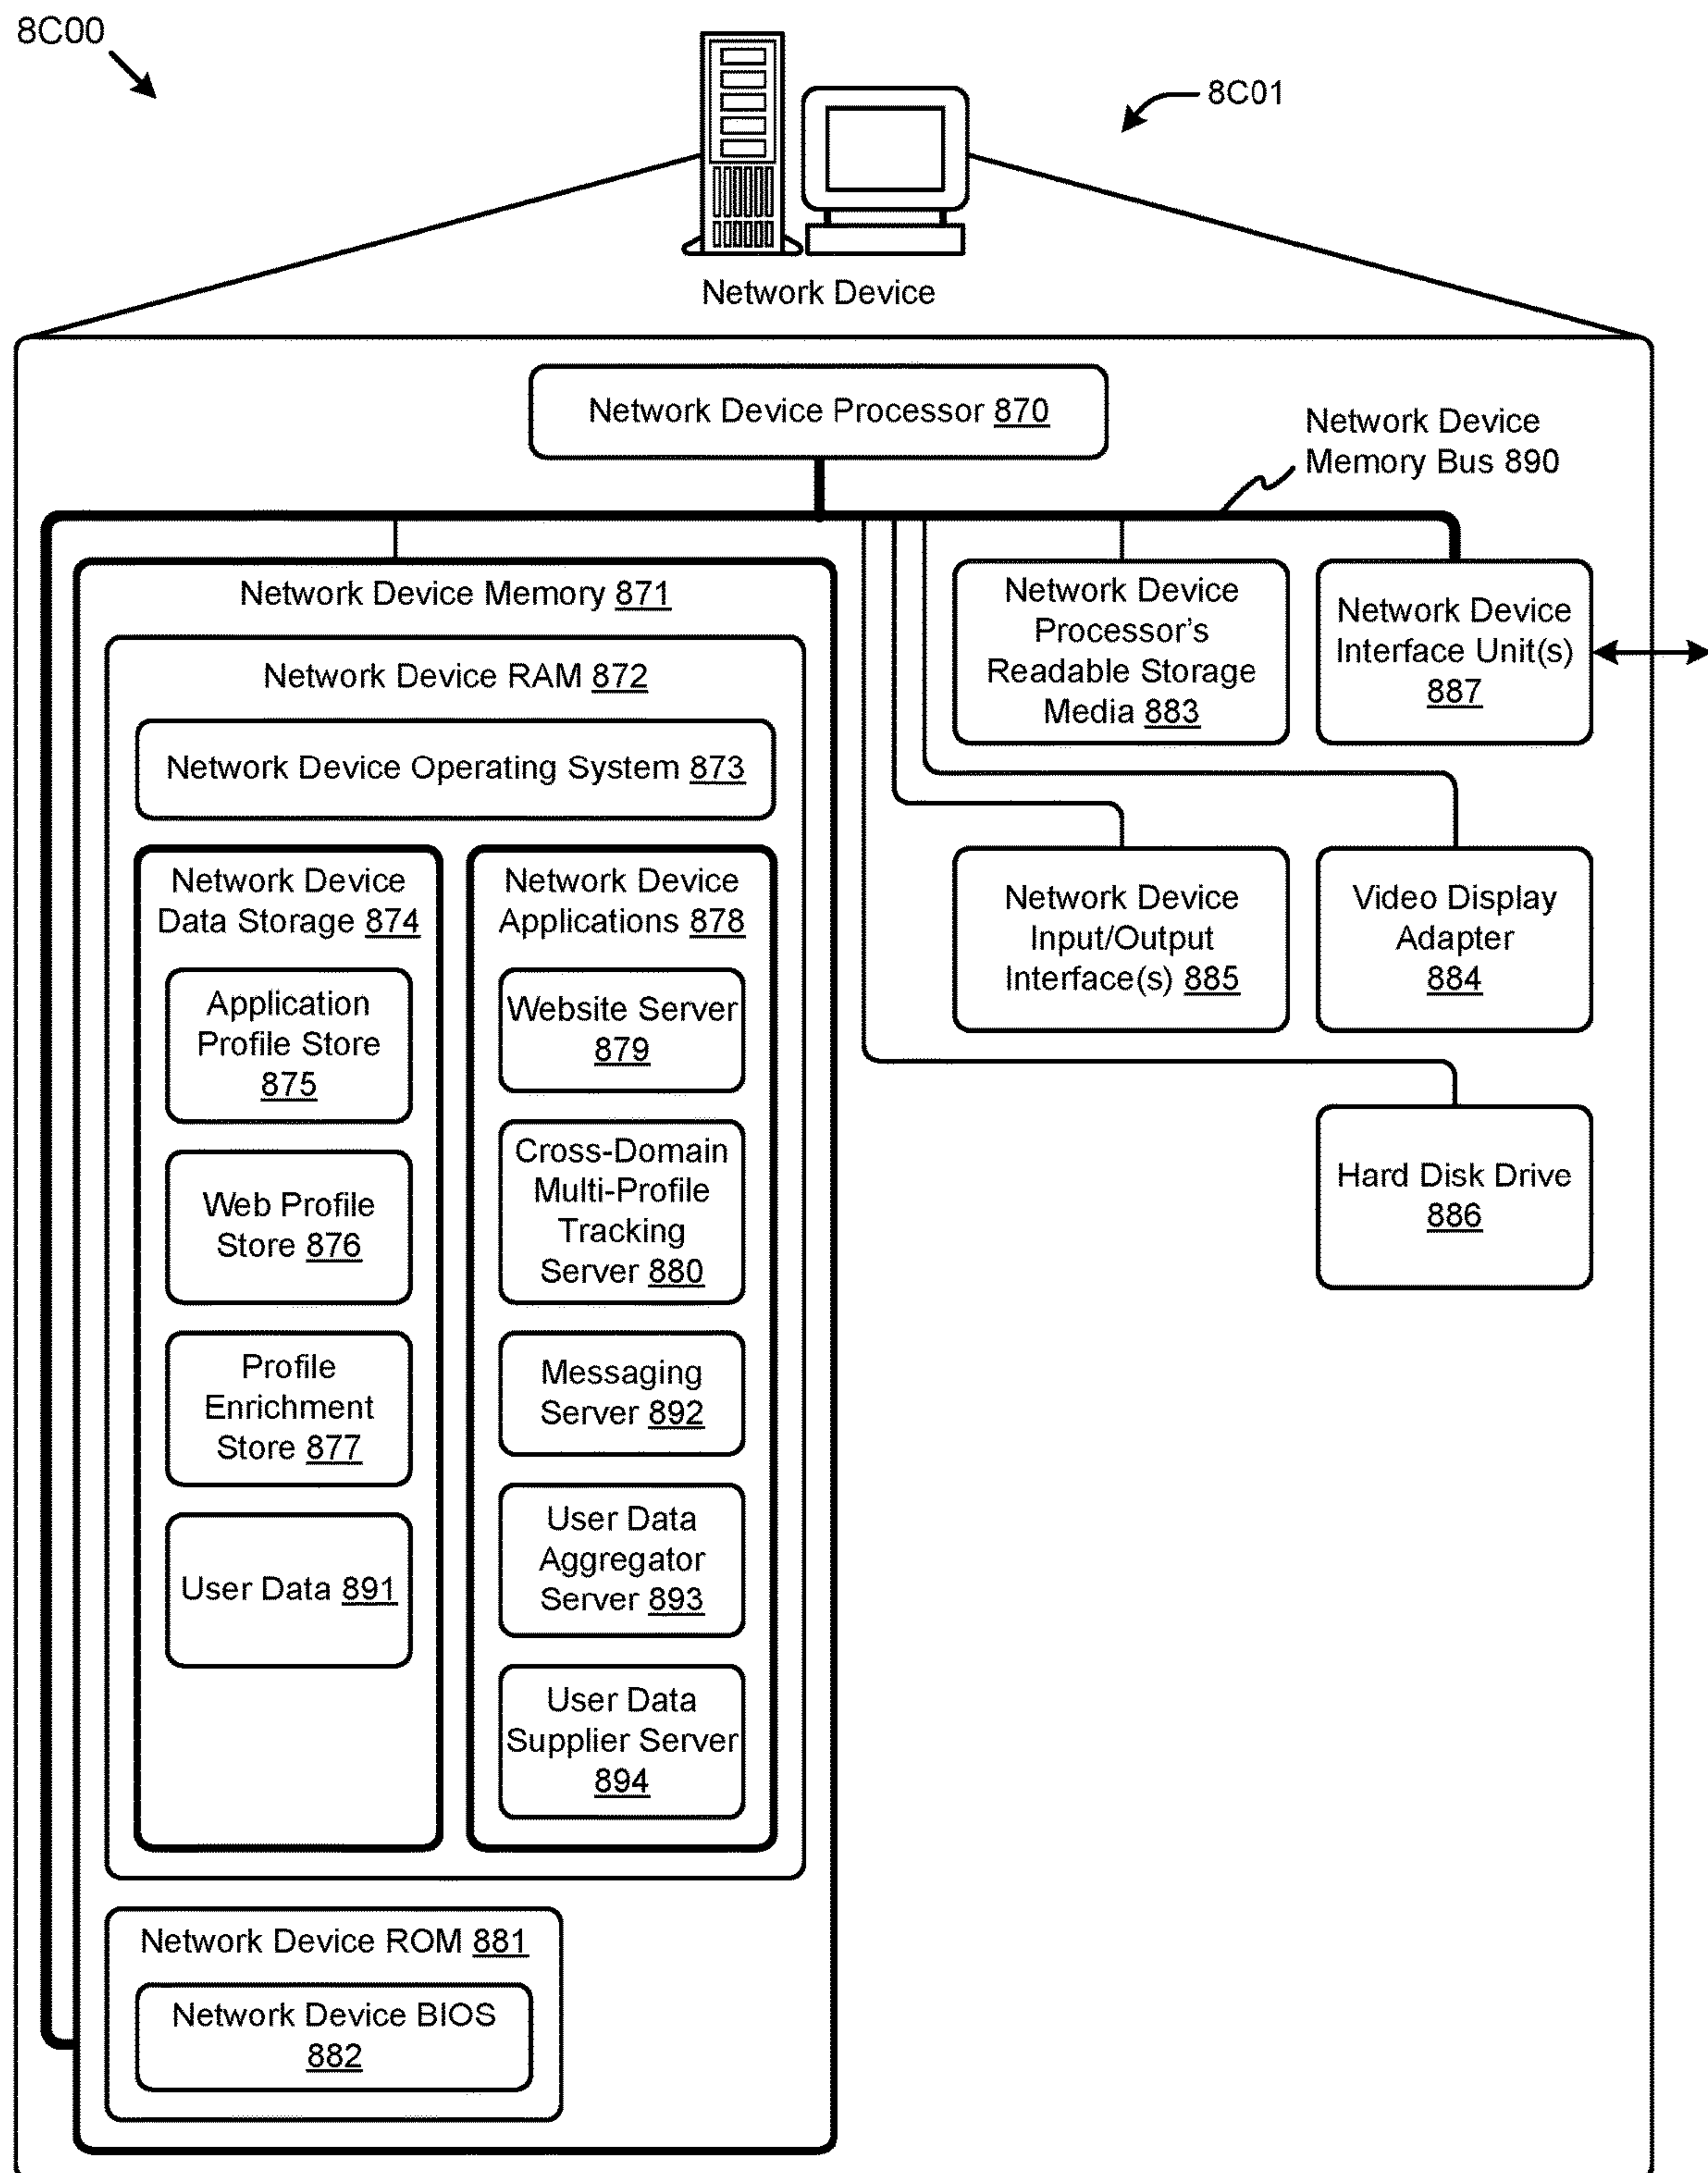 8C00
8C01
Network Device
Network Device Processor 870
Network Device
Memory Bus 890
Network Device Memory 871
Network Device RAM 872
Network Device Operating System 873
Network Device
Data Storage 874
Application
Profile Store
875
Web Profile
Store 876
Profile
Enrichment
Store 877
User Data 891
Network Device
Applications 878
Website Server
879
Cross-Domain
Multi-Profile
Tracking
Server 880
Messaging
Server 892
User Data
Aggregator
Server 893
User Data
Supplier Server
894
Network Device ROM 881
Network Device BIOS
882
Network Device
Processor’s
Readable Storage
Media 883
Network Device
Interface Unit(s)
887
Network Device
Input/Output
Interface(s) 885
Video Display
Adapter
884
Hard Disk Drive
886